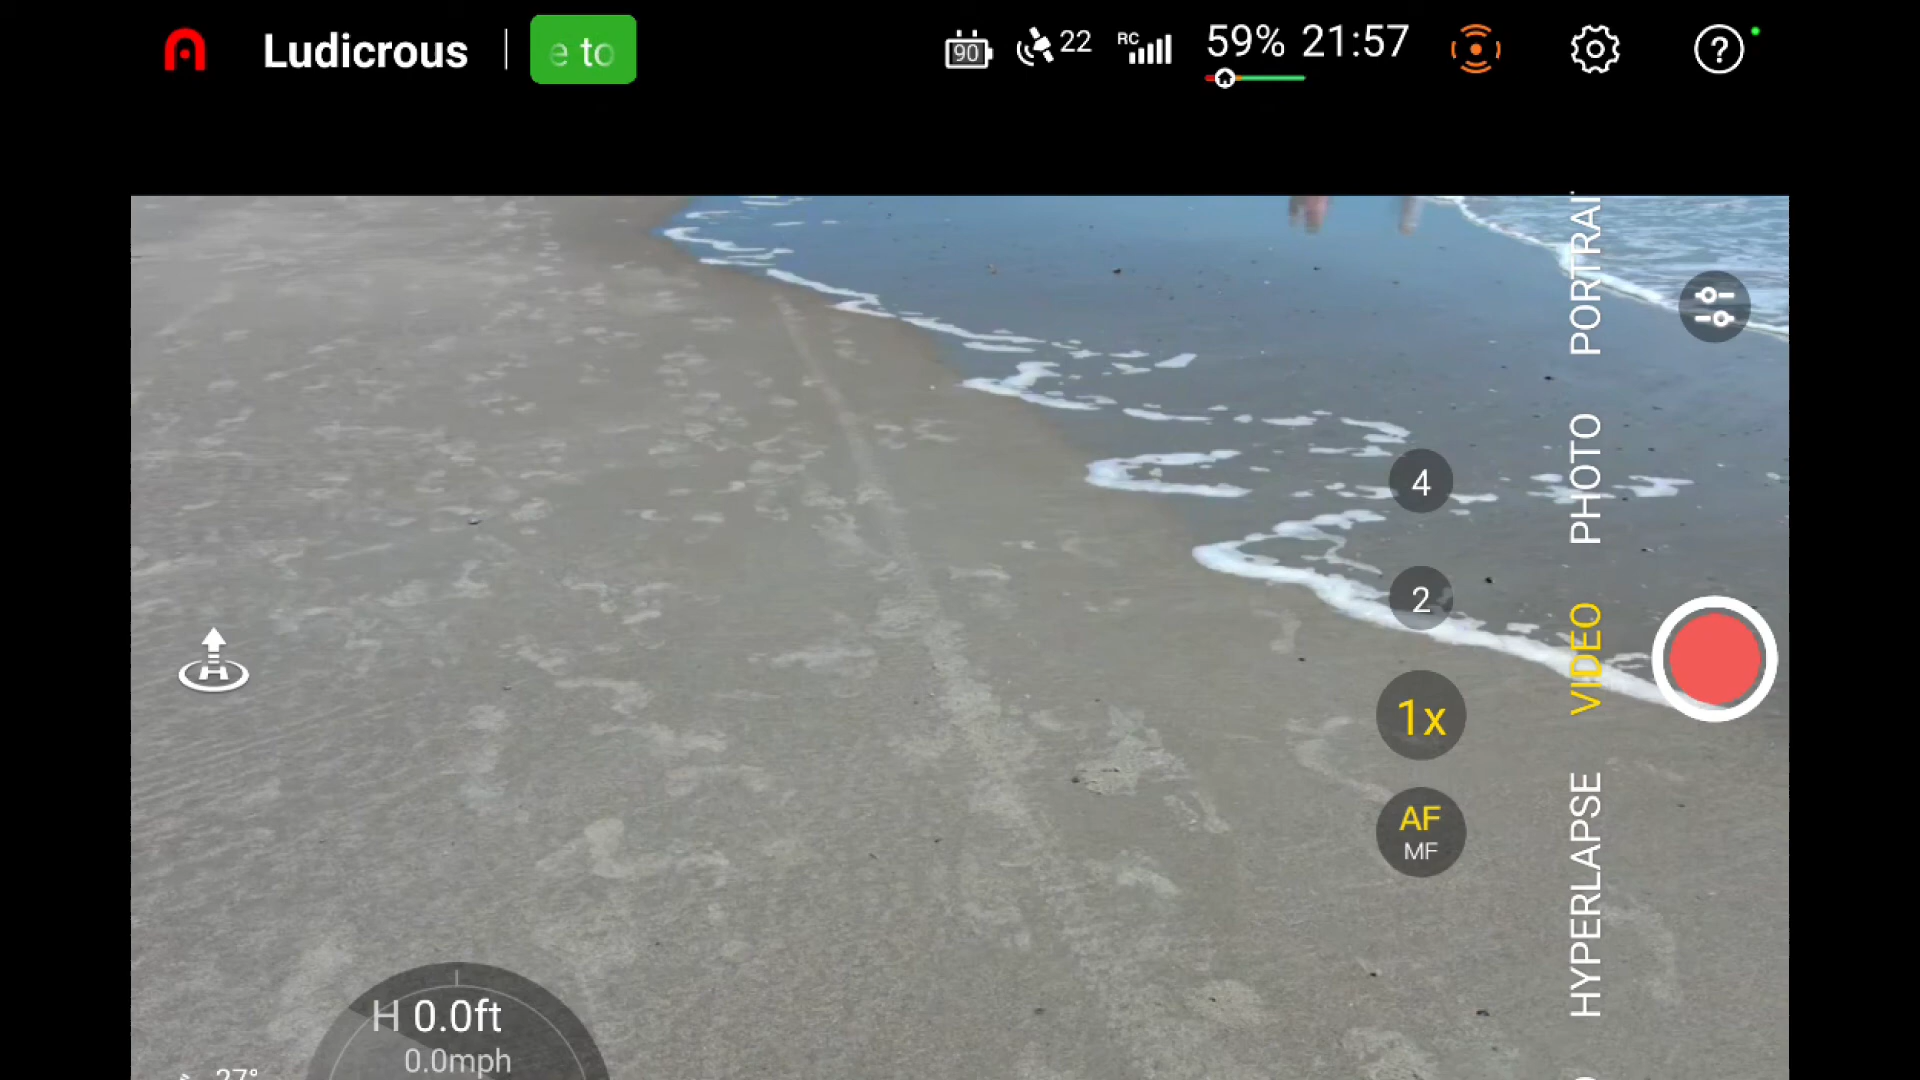 Ludicrous
e to
90
22
RC
59% 21:57
PORTRAI
PHOTO
VIDEO
HYPERLAPSE
4
2
1x
AF
MF
H 0.0ft
0.0mph
27°